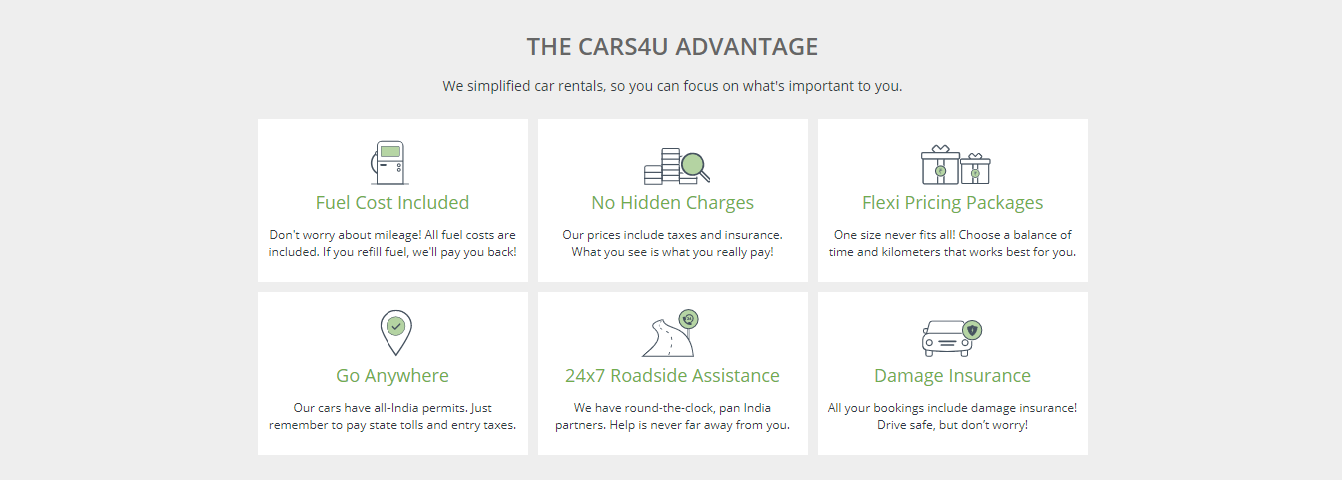 THE CARS4U ADVANTAGE
We simplified car rentals, so you can focus on what's important to you.
Fuel Cost Included
Don't worry about mileage! All fuel costs are
included. If you refill fuel, we'll pay you back!
No Hidden Charges
Our prices include taxes and insurance.
What you see is what you really pay!
Flexi Pricing Packages
One size never fits all! Choose a balance of
time and kilometers that works best for you.
Go Anywhere
Our cars have all-India permits. Just
remember to pay state tolls and entry taxes.
24x7 Roadside Assistance
We have round-the-clock, pan India
partners. Help is never far away from you.
Damage Insurance
All your bookings include damage insurance!
Drive safe, but don’t worry!